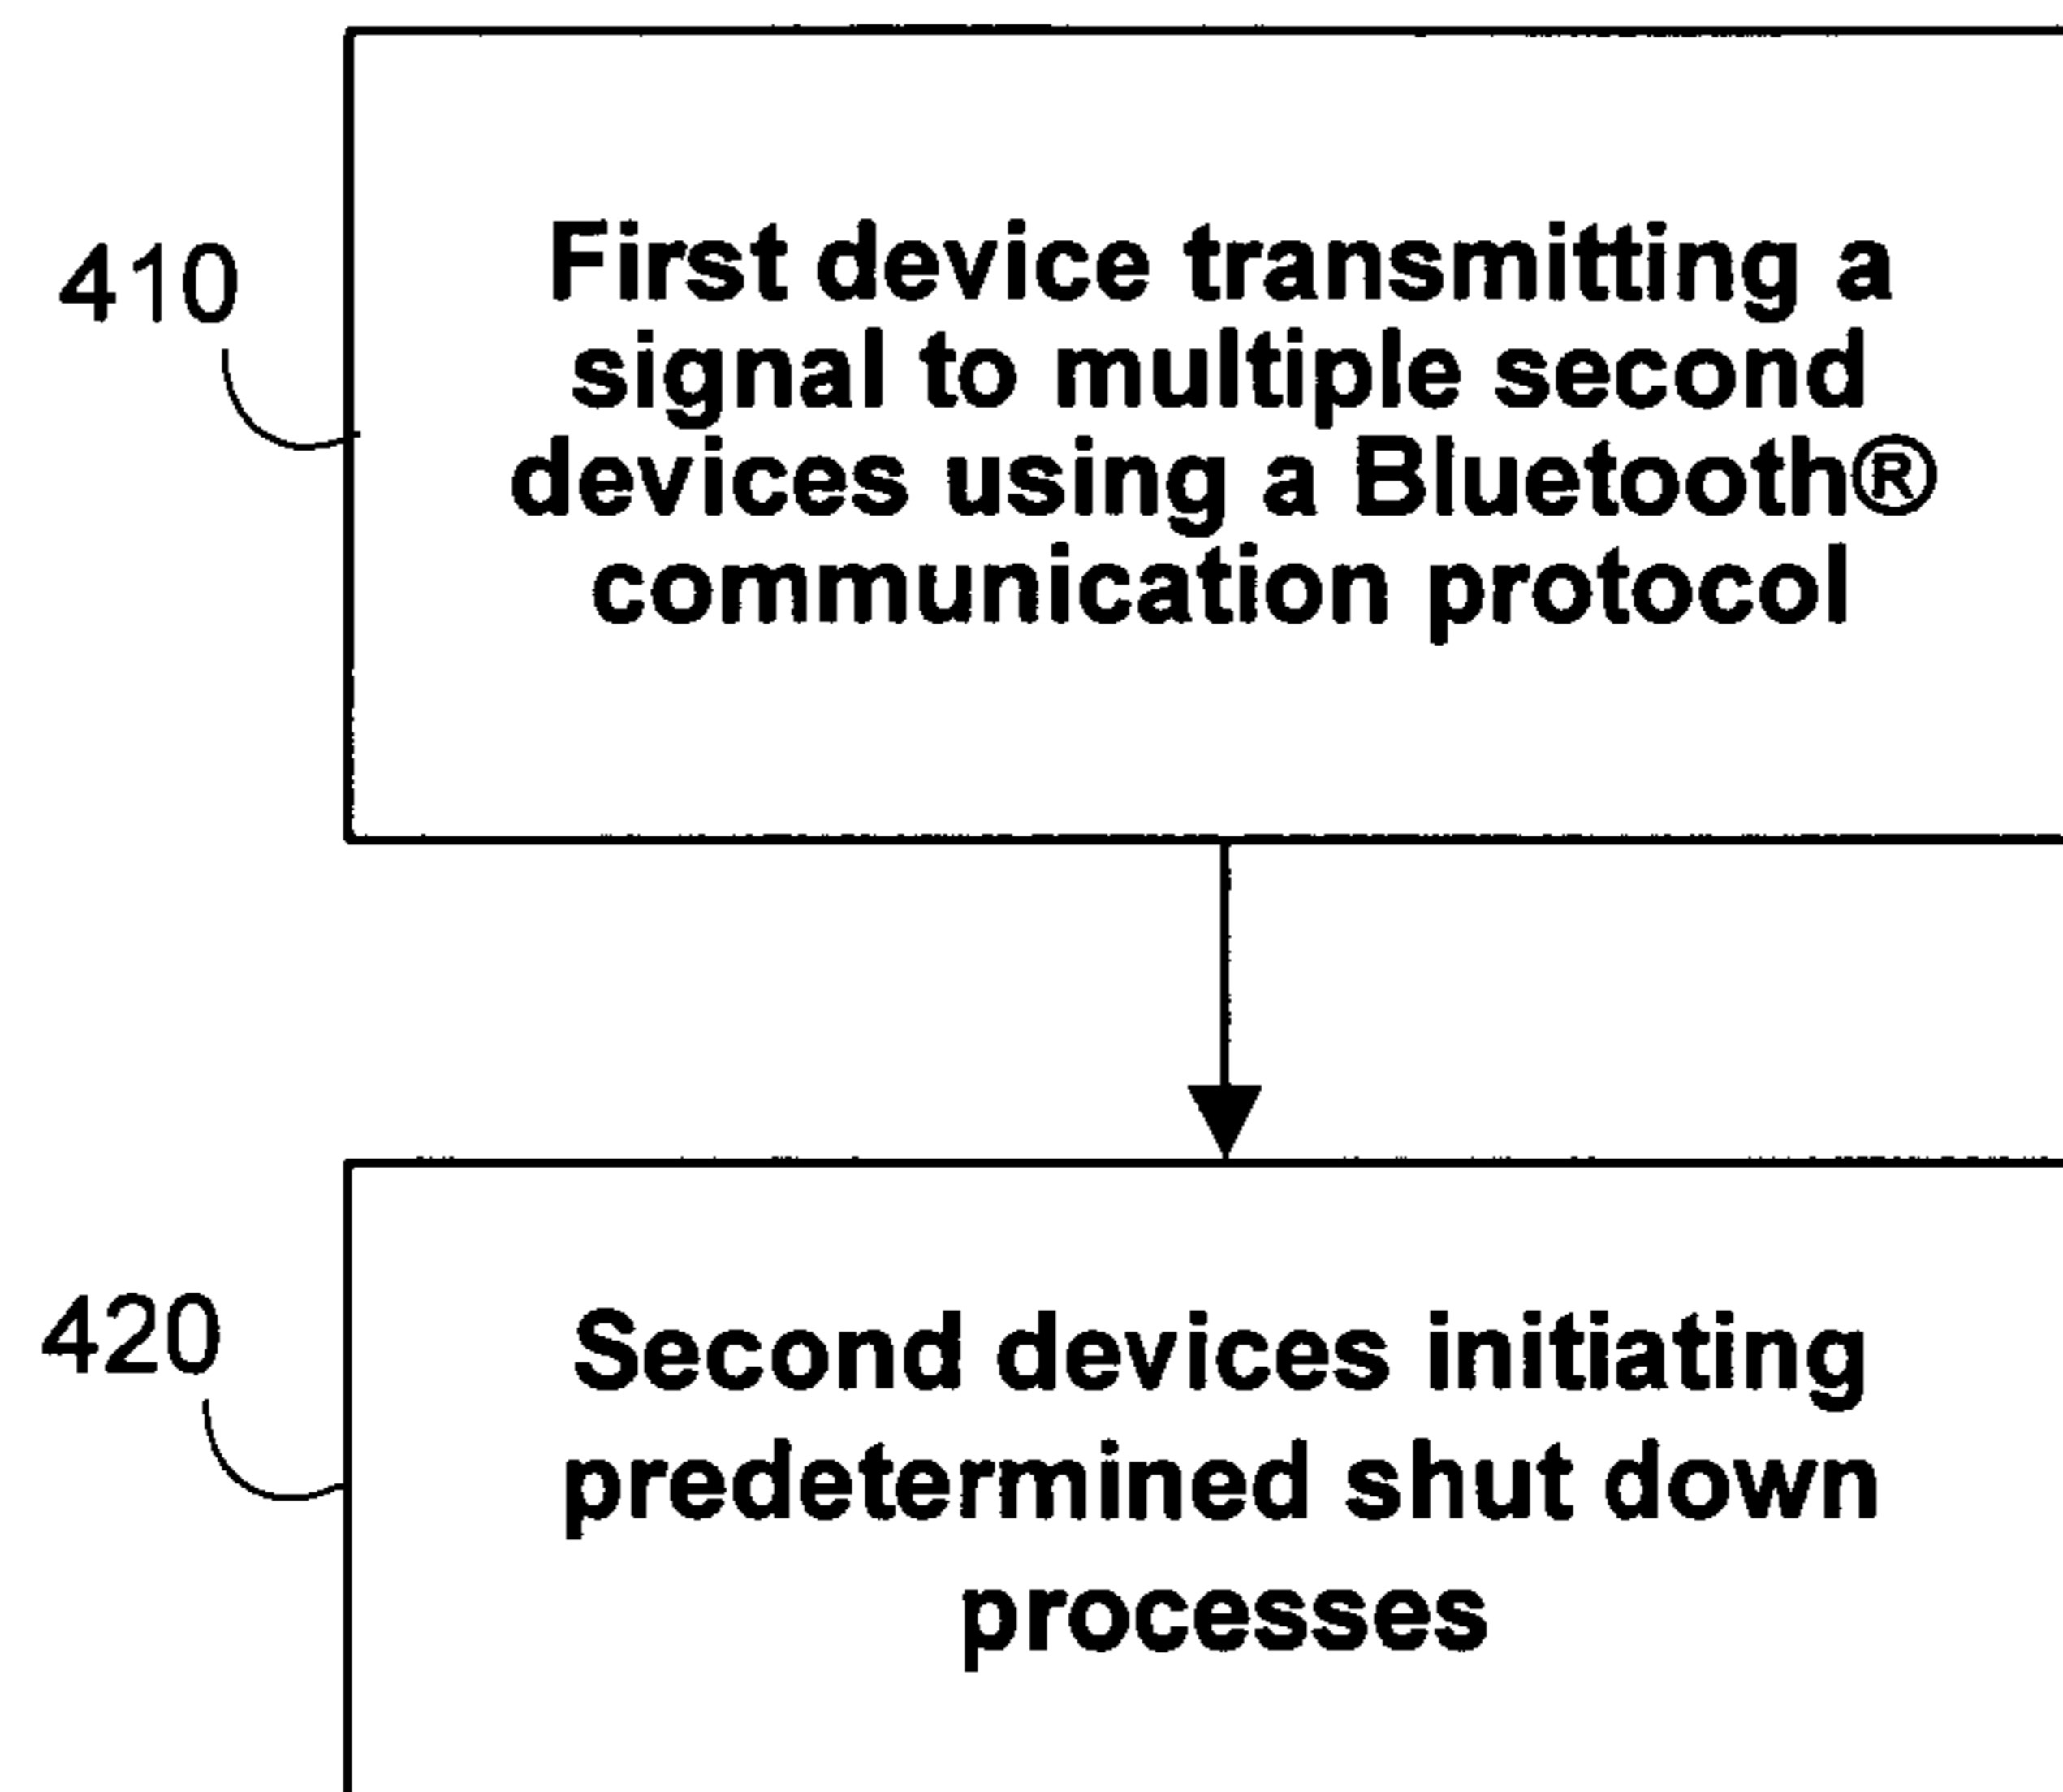 410
First device transmitting a
signal to multiple second
devices using a Bluetooth®
communication protocol
420
Second devices initiating
predetermined shut down
processes